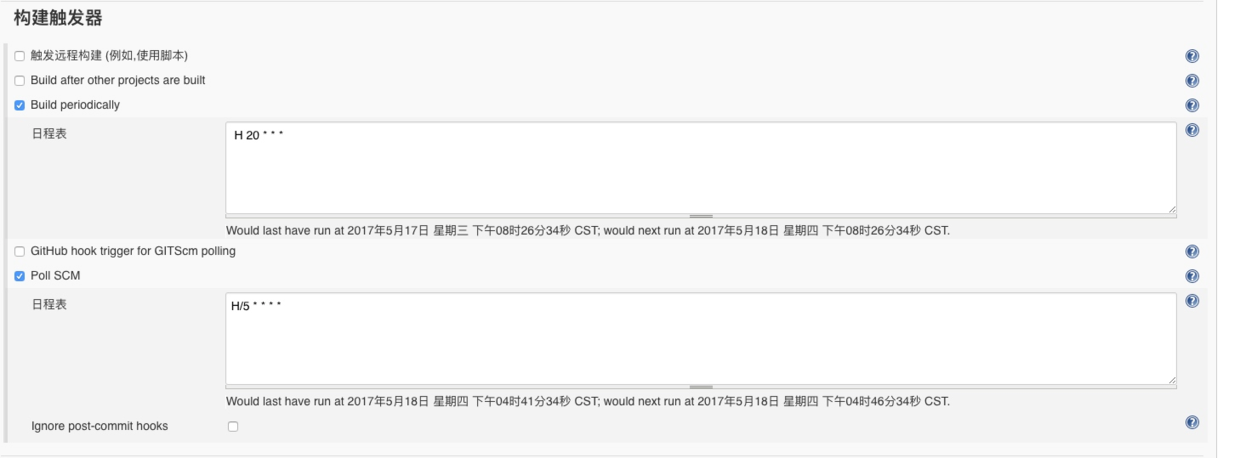 构建触发器
触发远程构建 (例如,使用脚本)
Build after other projects are built
Build periodically
日程表
H 20 * * *
Would last have run at 2017年5月17日 星期三 下午08时26分34秒 CST; would next run at 2017年5月18日 星期四 下午08时26分34秒 CST.
GitHub hook trigger for GITScm polling
Poll SCM
日程表
H/5 * * * *
Would last have run at 2017年5月18日 星期四 下午04时41分34秒 CST; would next run at 2017年5月18日 星期四 下午04时46分34秒 CST.
Ignore post-commit hooks